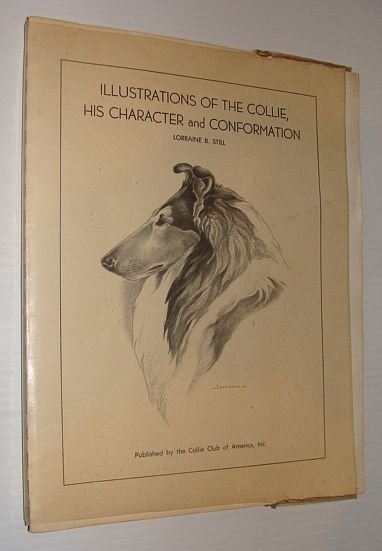 ILLUSTRATIONS OF THE COLLIE,
HIS CHARACTER and CONFORMATION
LORRAINE B. STILL
—Lorraine—
Published by the Collie Club of America, Inc.